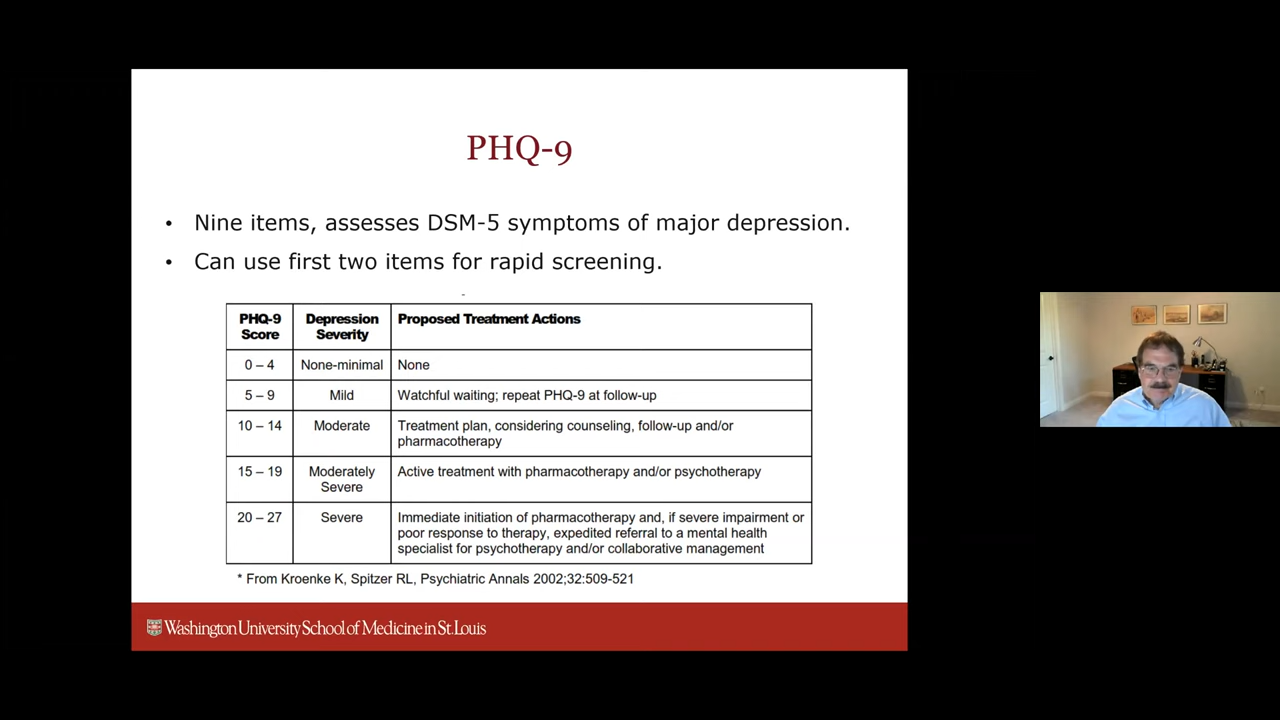 PHQ-9
• Nine items, assesses DSM-5 symptoms of major depression.
• Can use first two items for rapid screening.
PHQ-9 Score Depression Severity Proposed Treatment Actions
0 – 4 None-minimal None
5 – 9 Mild Watchful waiting; repeat PHQ-9 at follow-up
10 – 14 Moderate Treatment plan, considering counseling, follow-up and/or
pharmacotherapy
15 – 19 Moderately Severe Active treatment with pharmacotherapy and/or psychotherapy
20 – 27 Severe Immediate initiation of pharmacotherapy and, if severe impairment or
poor response to therapy, expedited referral to a mental health
specialist for psychotherapy and/or collaborative management
* From Kroenke K, Spitzer RL, Psychiatric Annals 2002;32:509-521
Washington University School of Medicine in St. Louis